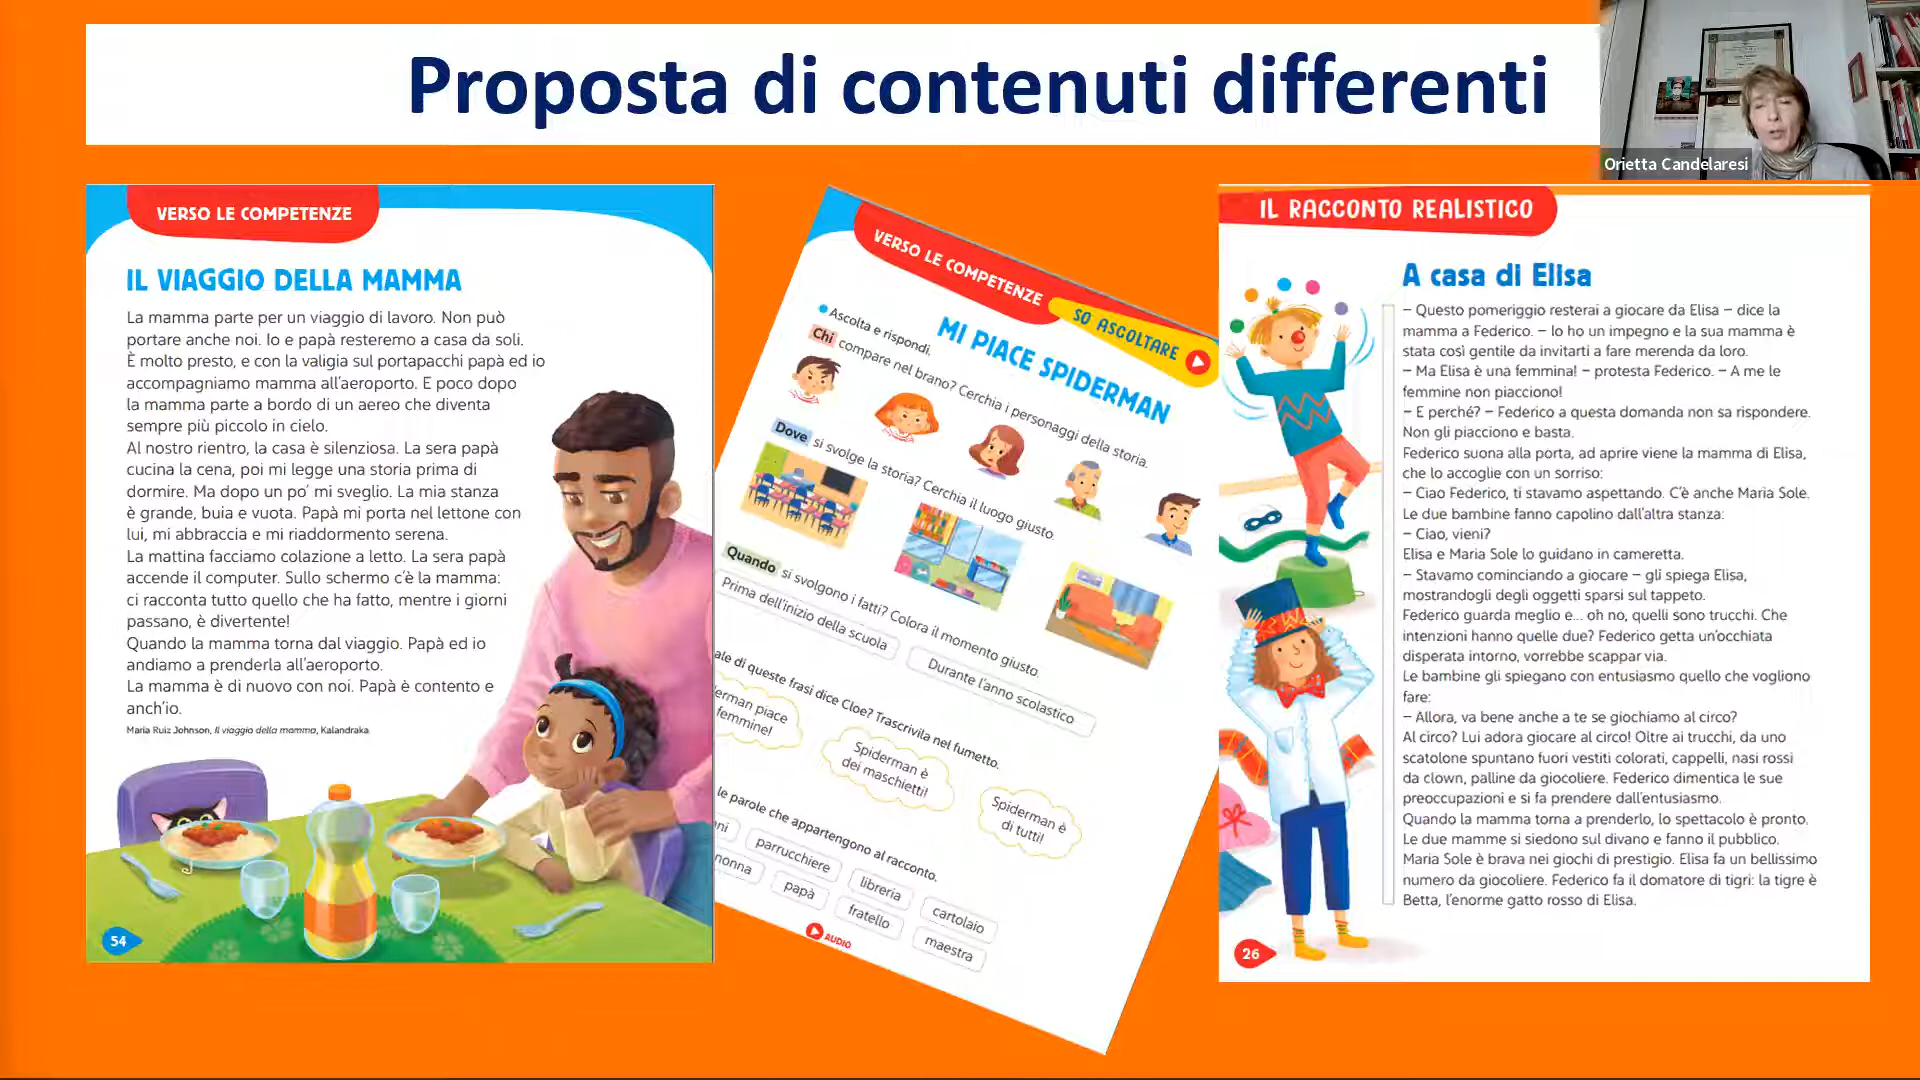 Proposta di contenuti differenti
Orietta Candelaresi
VERSO LE COMPETENZE
IL VIAGGIO DELLA MAMMA
La mamma parte per un viaggio di lavoro. Non può
portare anche noi. Io e papà resteremo a casa da soli.
È molto presto, e con la valigia sul portapacchi papà ed io
accompagniamo mamma all'aeroporto. E poco dopo
la mamma parte a bordo di un aereo che diventa
sempre più piccolo in cielo.
Al nostro rientro, la casa è silenziosa. La sera papà
cucina la cena, poi mi legge una storia prima di
dormire. Ma dopo un po' mi sveglio. La mia stanza
è grande, buia e vuota. Papà mi porta nel lettone con
lui, mi abbraccia e mi riaddormento serena.
La mattina facciamo colazione a letto. La sera papà
accende il computer. Sullo schermo c'è la mamma:
ci racconta tutto quello che ha fatto, mentre i giorni
passano, è divertente!
Quando la mamma torna dal viaggio. Papà ed io
andiamo a prenderla all'aeroporto.
La mamma è di nuovo con noi. Papà è contento e
anch'io.
Maria Ruiz Johnson, Il viaggio della mamma, Kalandraka
54
VERSO LE COMPETENZE
SO ASCOLTARE
MI PIACE SPIDERMAN
Ascolta e rispondi.
Chi compare nel brano? Cerchia i personaggi della storia.
Dove si svolge la storia? Cerchia il luogo giusto.
Quando si svolgono i fatti? Colora il momento giusto.
Prima dell'inizio della scuola
Durante l'anno scolastico
ale di queste frasi dice Cloe? Trascrivila nel fumetto.
erman piace
femmine!
Spiderman è
dei maschietti!
Spiderman è
di tutti!
le parole che appartengono al racconto.
ani
parrucchiere
libreria
cartolaio
nonna
papà
fratello
maestra
AUDIO
IL RACCONTO REALISTICO
A casa di Elisa
– Questo pomeriggio resterai a giocare da Elisa – dice la
mamma a Federico. – Io ho un impegno e la sua mamma è
stata così gentile da invitarti a fare merenda da loro.
– Ma Elisa è una femmina! – protesta Federico. – A me le
femmine non piacciono!
– E perché? – Federico a questa domanda non sa rispondere.
Non gli piacciono e basta.
Federico suona alla porta, ad aprire viene la mamma di Elisa,
che lo accoglie con un sorriso:
– Ciao Federico, ti stavamo aspettando. C'è anche Maria Sole.
Le due bambine fanno capolino dall'altra stanza:
– Ciao, vieni?
Elisa e Maria Sole lo guidano in cameretta.
– Stavamo cominciando a giocare – gli spiega Elisa,
mostrandogli degli oggetti sparsi sul tappeto.
Federico guarda meglio e... oh no, quelli sono trucchi. Che
intenzioni hanno quelle due? Federico getta un'occhiata
disperata intorno, vorrebbe scappar via.
Le bambine gli spiegano con entusiasmo quello che vogliono
fare:
– Allora, va bene anche a te se giochiamo al circo?
Al circo? Lui adora giocare al circo! Oltre ai trucchi, da uno
scatolone spuntano fuori vestiti colorati, cappelli, nasi rossi
da clown, palline da giocoliere. Federico dimentica le sue
preoccupazioni e si fa prendere dall'entusiasmo.
Quando la mamma torna a prenderlo, lo spettacolo è pronto.
Le due mamme si siedono sul divano e fanno il pubblico.
Maria Sole è brava nei giochi di prestigio. Elisa fa un bellissimo
numero da giocoliere. Federico fa il domatore di tigri: la tigre è
Betta, l'enorme gatto rosso di Elisa.
26